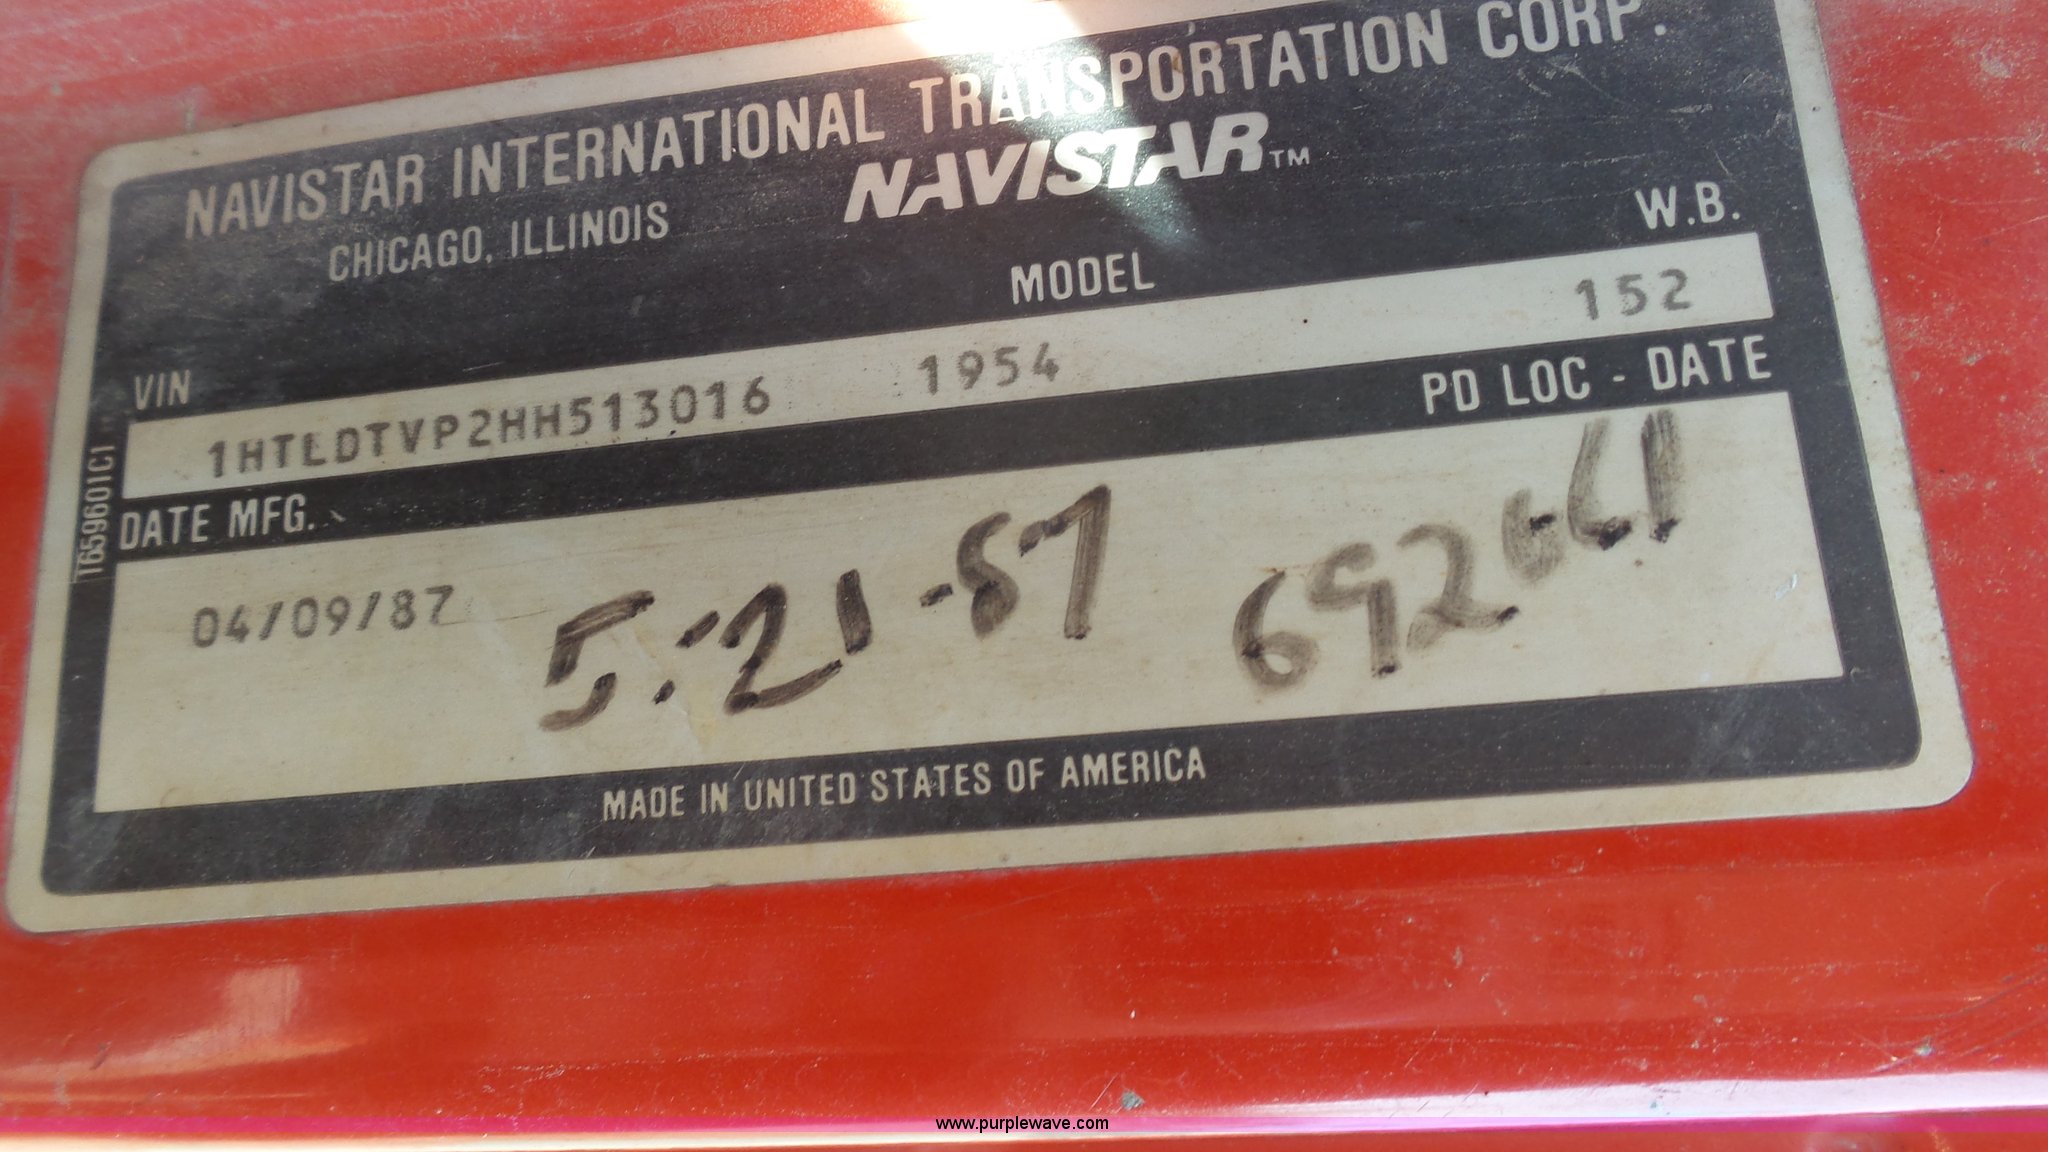 NAVISTAR INTERNATIONAL TRANSPORTATION CORP.
CHICAGO, ILLINOIS
NAVISTAR™
VIN MODEL W.B.
1HTLDTVP2HH513016 1954 152
DATE MFG. PD LOC - DATE
04/09/87 5-21-87
T659601C1
MADE IN UNITED STATES OF AMERICA
www.purplewave.com